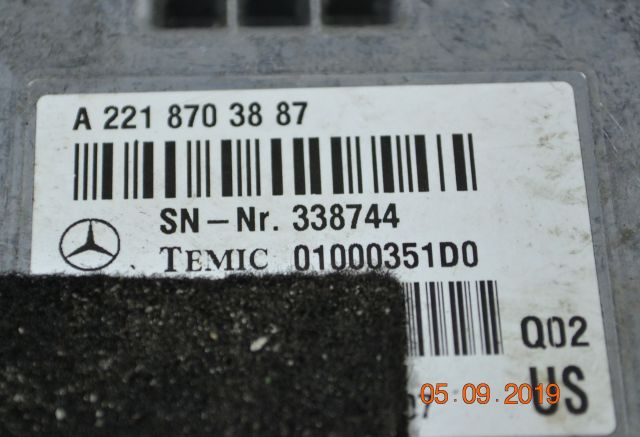 A 221 870 38 87
SN-Nr. 338744
TEMIC 01000351D0
Q02
US
05.09.2019